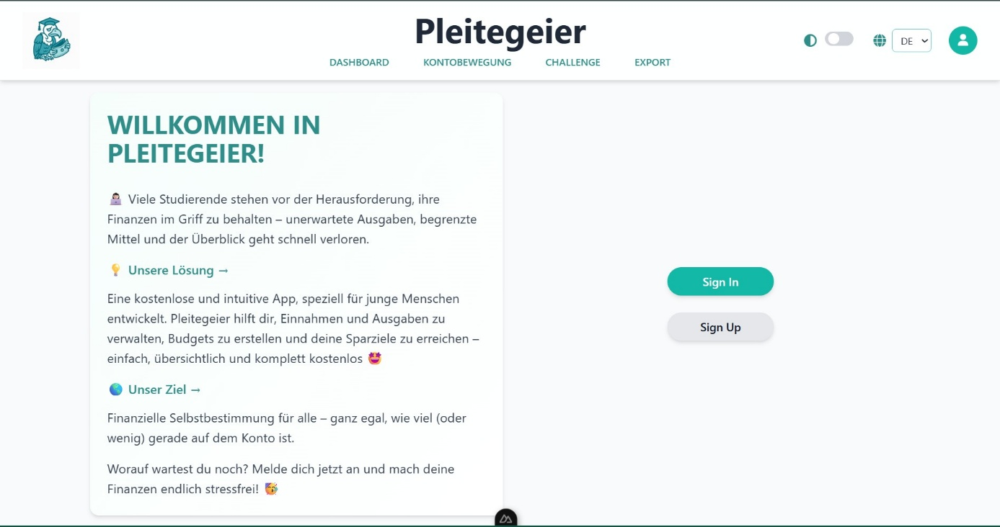 Pleitegeier
DE
DASHBOARD KONTOBEWEGUNG CHALLENGE EXPORT
WILLKOMMEN IN
PLEITEGEIER!
👩🏻‍💻 Viele Studierende stehen vor der Herausforderung, ihre
Finanzen im Griff zu behalten – unerwartete Ausgaben, begrenzte
Mittel und der Überblick geht schnell verloren.
💡 Unsere Lösung →
Eine kostenlose und intuitive App, speziell für junge Menschen
entwickelt. Pleitegeier hilft dir, Einnahmen und Ausgaben zu
verwalten, Budgets zu erstellen und deine Sparziele zu erreichen –
einfach, übersichtlich und komplett kostenlos 🤩
🌍 Unser Ziel →
Finanzielle Selbstbestimmung für alle – ganz egal, wie viel (oder
wenig) gerade auf dem Konto ist.
Worauf wartest du noch? Melde dich jetzt an und mach deine
Finanzen endlich stressfrei! 🥳
Sign In
Sign Up